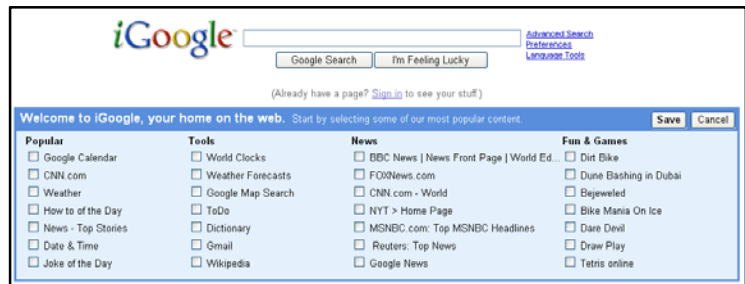 iGoogle
Advanced Search
Preferences
Language Tools
Google Search I'm Feeling Lucky
(Already have a page? Sign in to see your stuff.)
Welcome to iGoogle, your home on the web. Start by selecting some of our most popular content. Save Cancel
Popular Tools News Fun & Games
Google Calendar World Clocks BBC News | News Front Page | World Ed... Dirt Bike
CNN.com Weather Forecasts FOXNews.com Dune Bashing in Dubai
Weather Google Map Search CNN.com - World Bejeweled
How to of the Day ToDo NYT > Home Page Bike Mania On Ice
News - Top Stories Dictionary MSNBC.com: Top MSNBC Headlines Dare Devil
Date & Time Gmail Reuters: Top News Draw Play
Joke of the Day Wikipedia Google News Tetris online